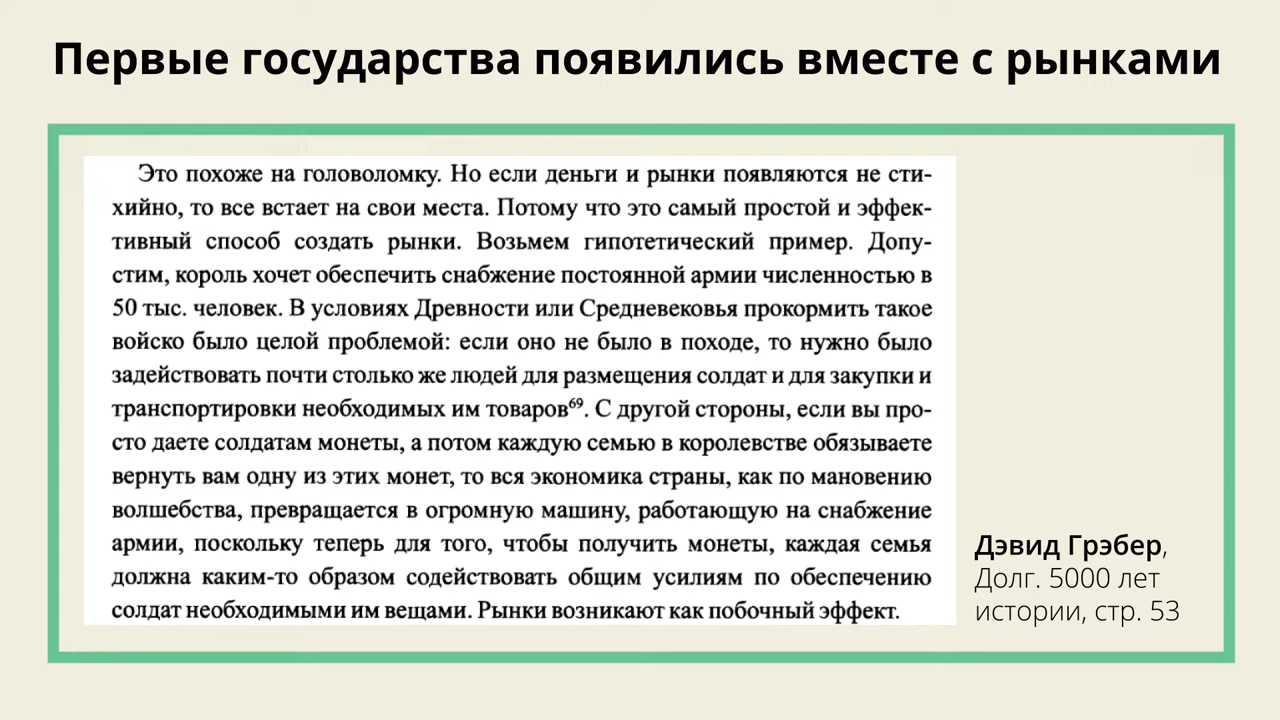 Первые государства появились вместе с рынками
Это похоже на головоломку. Но если деньги и рынки появляются не сти-
хийно, то все встает на свои места. Потому что это самый простой и эффек-
тивный способ создать рынки. Возьмем гипотетический пример. Допу-
стим, король хочет обеспечить снабжение постоянной армии численностью в
50 тыс. человек. В условиях Древности или Средневековья прокормить такое
войско было целой проблемой: если оно не было в походе, то нужно было
задействовать почти столько же людей для размещения солдат и для закупки и
транспортировки необходимых им товаров⁶⁹. С другой стороны, если вы про-
сто даете солдатам монеты, а потом каждую семью в королевстве обязываете
вернуть вам одну из этих монет, то вся экономика страны, как по мановению
волшебства, превращается в огромную машину, работающую на снабжение
армии, поскольку теперь для того, чтобы получить монеты, каждая семья
должна каким-то образом содействовать общим усилиям по обеспечению
солдат необходимыми им вещами. Рынки возникают как побочный эффект.
Дэвид Грэбер,
Долг. 5000 лет
истории, стр. 53